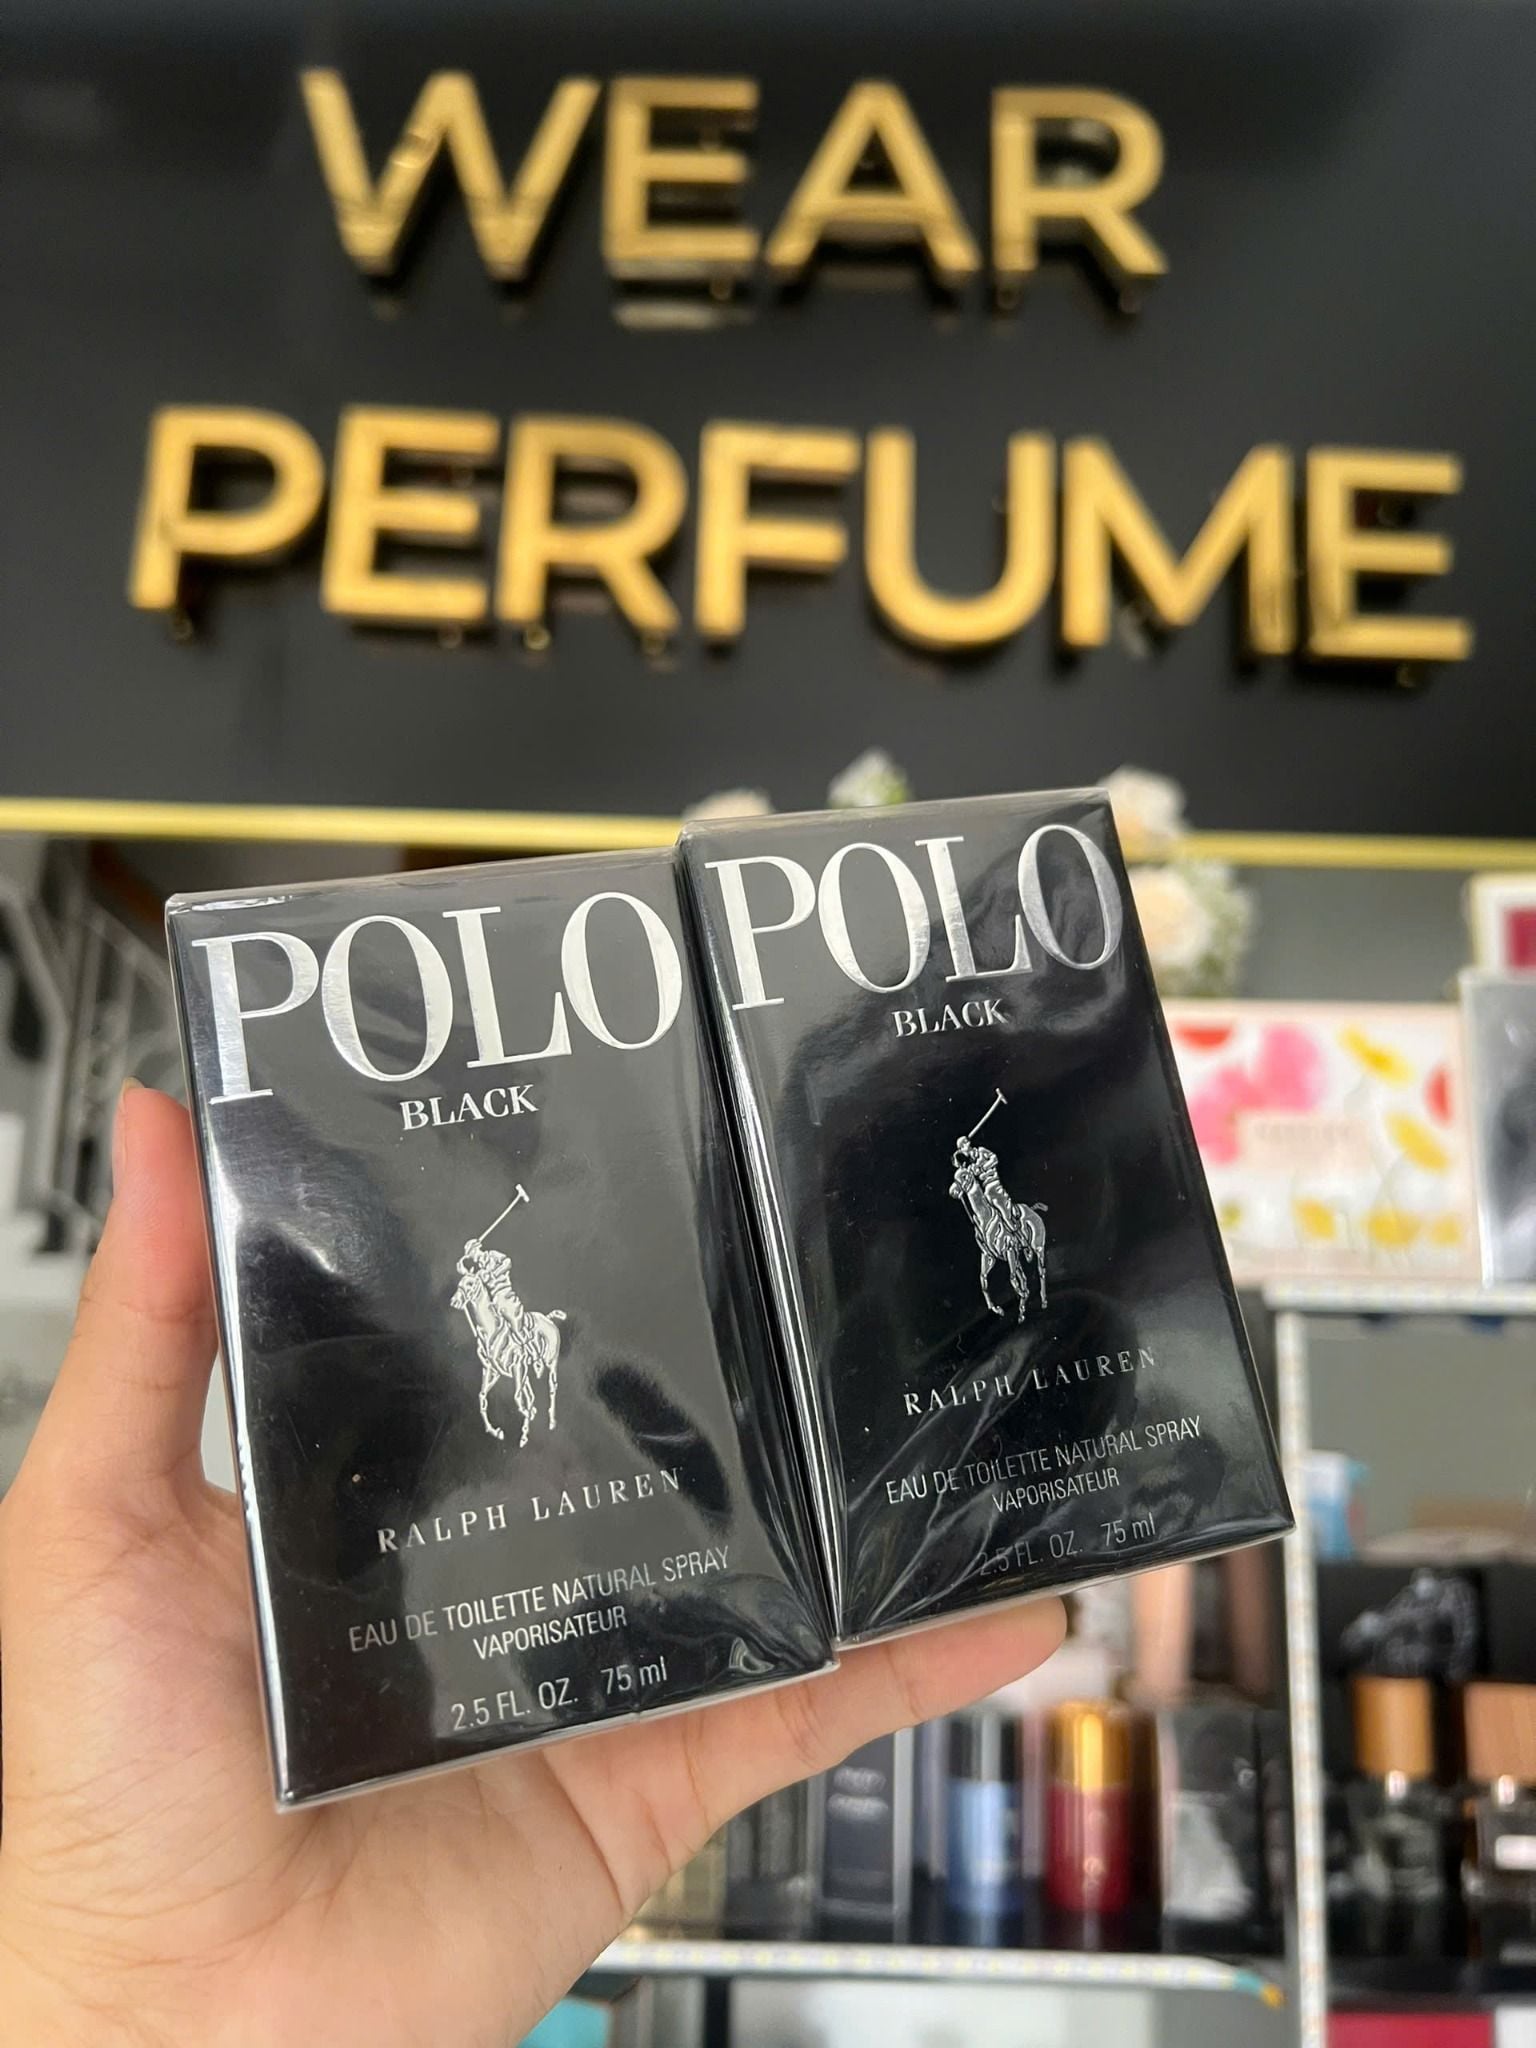 WEAR
PERFUME
POLO
BLACK
RALPH LAUREN
EAU DE TOILETTE NATURAL SPRAY
VAPORISATEUR
2.5 FL. OZ. 75 ml
POLO
BLACK
RALPH LAUREN
EAU DE TOILETTE NATURAL SPRAY
VAPORISATEUR
2.5 FL. OZ. 75 ml